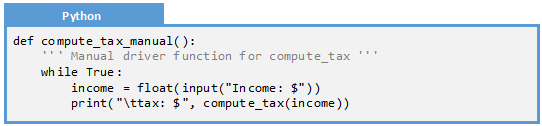 Python
def compute_tax_manual():
    ''' Manual driver function for compute_tax '''
    while True:
        income = float(input("Income: $"))
        print("\ttax: $", compute_tax(income))